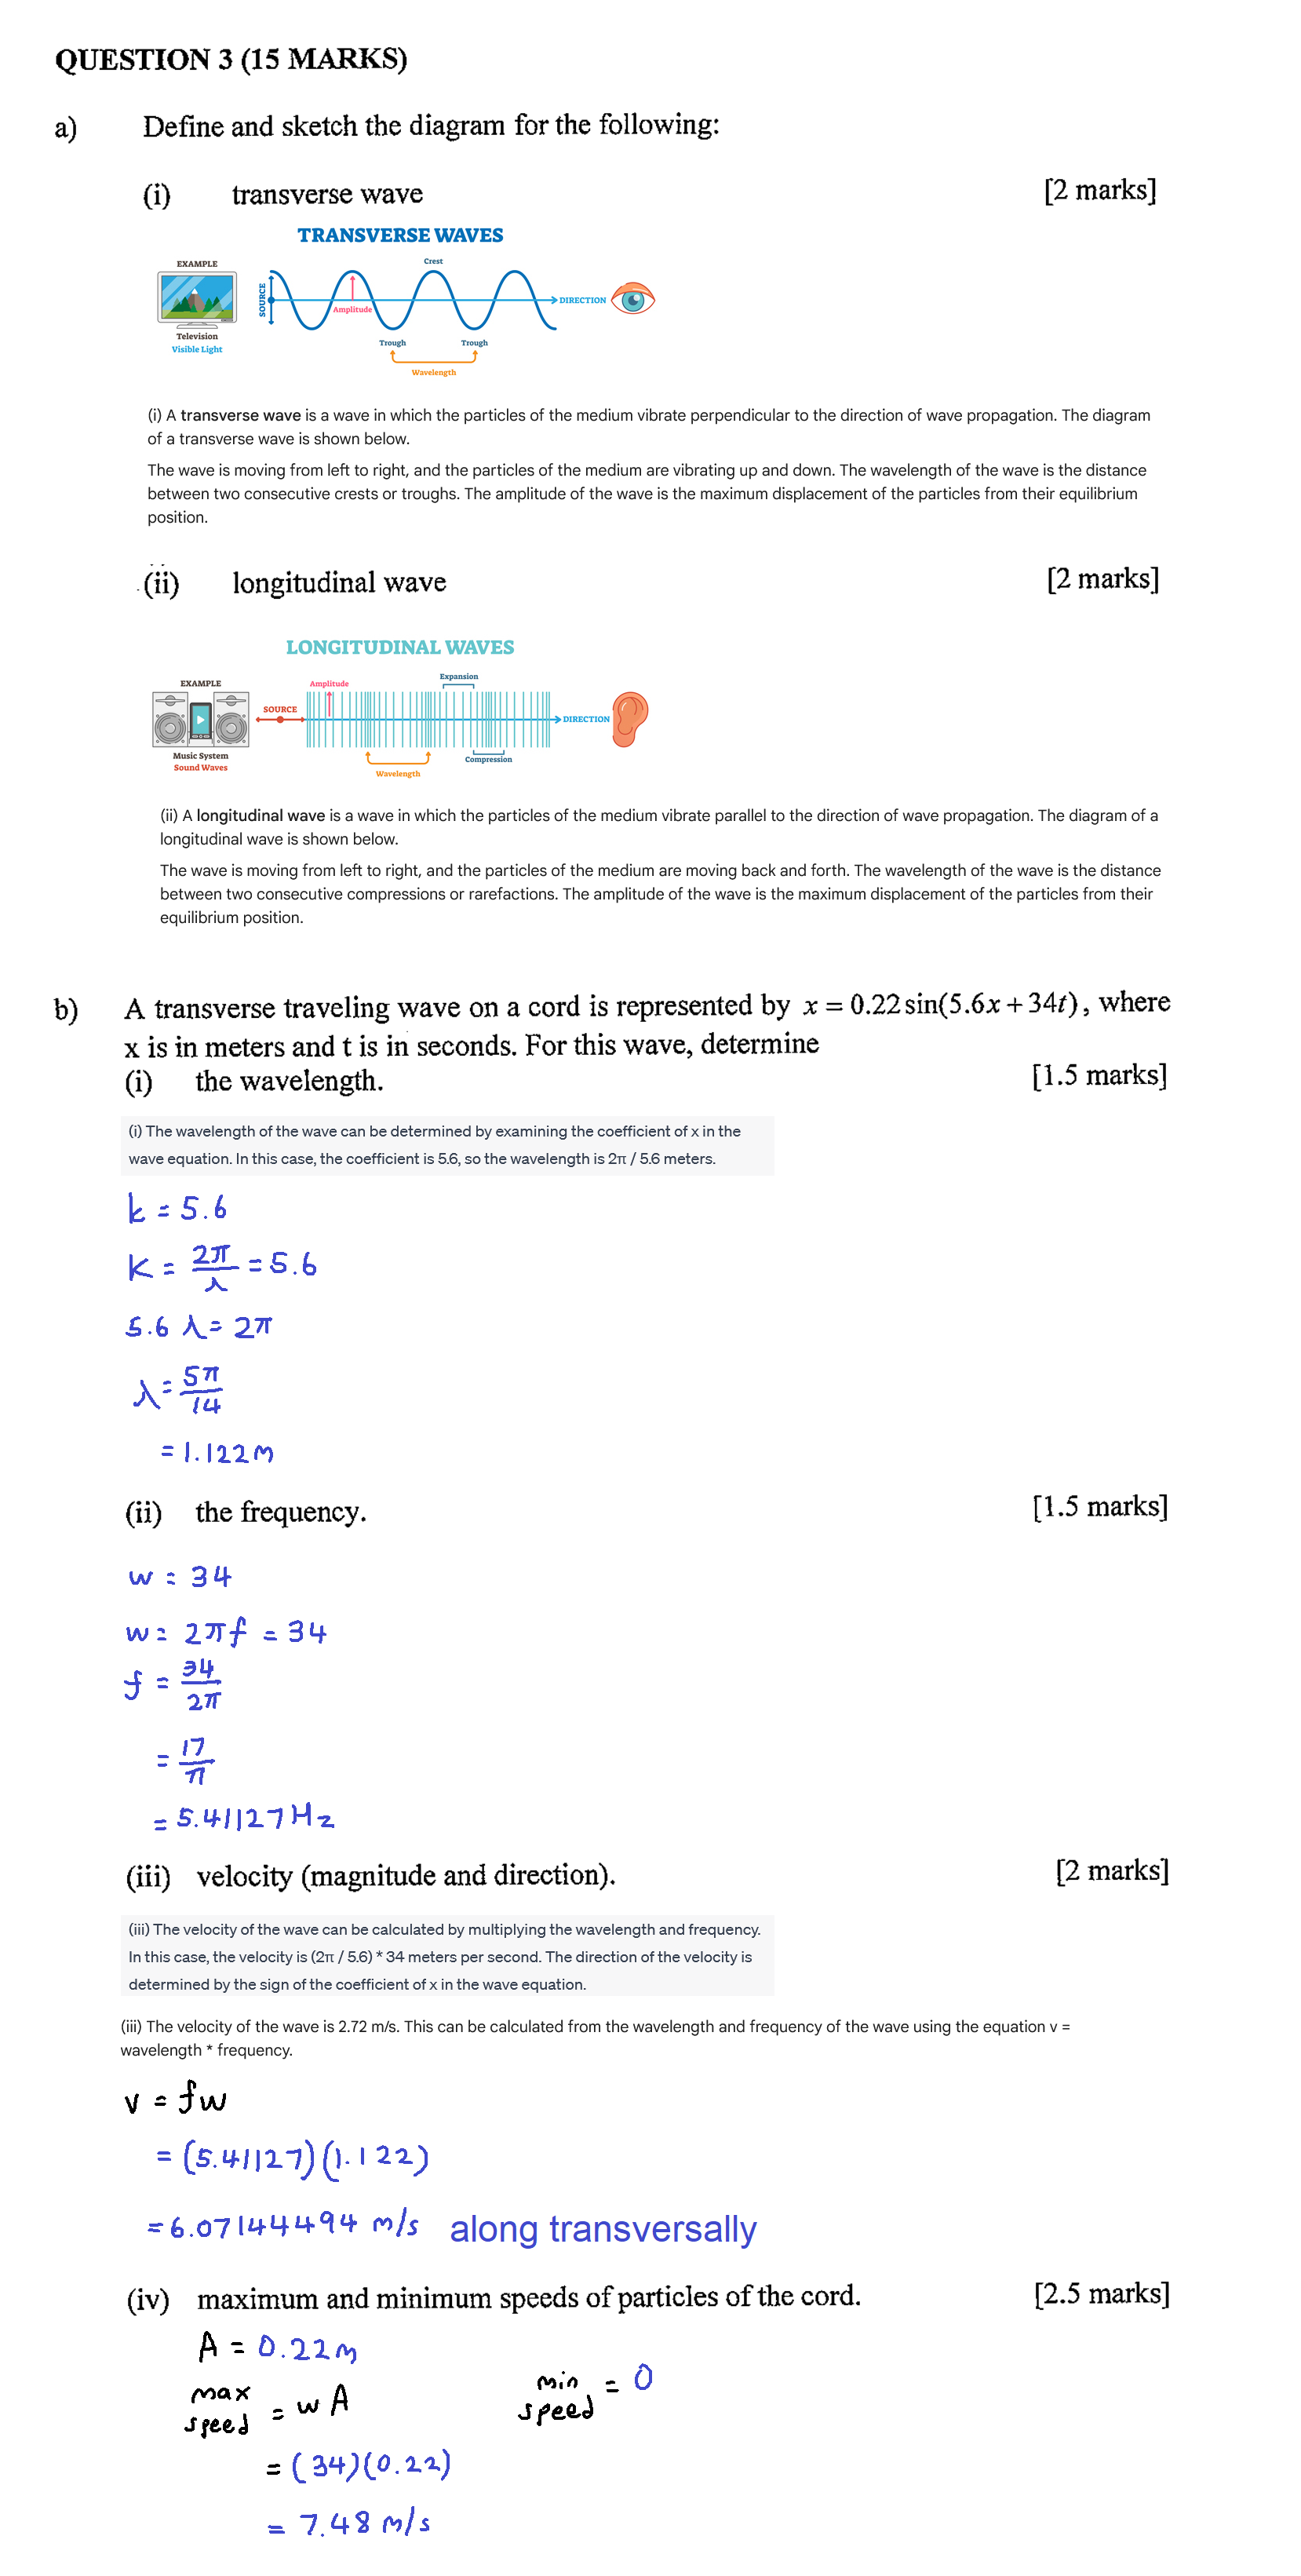 QUESTION 3 (15 MARKS)
a) Define and sketch the diagram for the following:
(i) transverse wave [2 marks]
TRANSVERSE WAVES
EXAMPLE
Television
Visible Light
SOURCE
Amplitude
Crest
Trough
Trough
Wavelength
DIRECTION
(i) A transverse wave is a wave in which the particles of the medium vibrate perpendicular to the direction of wave propagation. The diagram
of a transverse wave is shown below.
The wave is moving from left to right, and the particles of the medium are vibrating up and down. The wavelength of the wave is the distance
between two consecutive crests or troughs. The amplitude of the wave is the maximum displacement of the particles from their equilibrium
position.
(ii) longitudinal wave [2 marks]
LONGITUDINAL WAVES
EXAMPLE
Music System
Sound Waves
SOURCE
Amplitude
Expansion
Wavelength
Compression
DIRECTION
(ii) A longitudinal wave is a wave in which the particles of the medium vibrate parallel to the direction of wave propagation. The diagram of a
longitudinal wave is shown below.
The wave is moving from left to right, and the particles of the medium are moving back and forth. The wavelength of the wave is the distance
between two consecutive compressions or rarefactions. The amplitude of the wave is the maximum displacement of the particles from their
equilibrium position.
b) A transverse traveling wave on a cord is represented by x = 0.22 sin(5.6x + 34t), where
x is in meters and t is in seconds. For this wave, determine
(i) the wavelength. [1.5 marks]
(i) The wavelength of the wave can be determined by examining the coefficient of x in the
wave equation. In this case, the coefficient is 5.6, so the wavelength is 2π / 5.6 meters.
k = 5.6
K = 2π/λ = 5.6
5.6 λ = 2π
λ = 5π/14
= 1.122 m
(ii) the frequency. [1.5 marks]
w = 34
w = 2πf = 34
f = 34/2π
= 17/π
= 5.41127 Hz
(iii) velocity (magnitude and direction). [2 marks]
(iii) The velocity of the wave can be calculated by multiplying the wavelength and frequency.
In this case, the velocity is (2π / 5.6) * 34 meters per second. The direction of the velocity is
determined by the sign of the coefficient of x in the wave equation.
(iii) The velocity of the wave is 2.72 m/s. This can be calculated from the wavelength and frequency of the wave using the equation v =
wavelength * frequency.
v = fw
= (5.41127)(1.122)
= 6.07144494 m/s along transversally
(iv) maximum and minimum speeds of particles of the cord. [2.5 marks]
A = 0.22 m
max speed = wA
min speed = 0
= (34)(0.22)
= 7.48 m/s